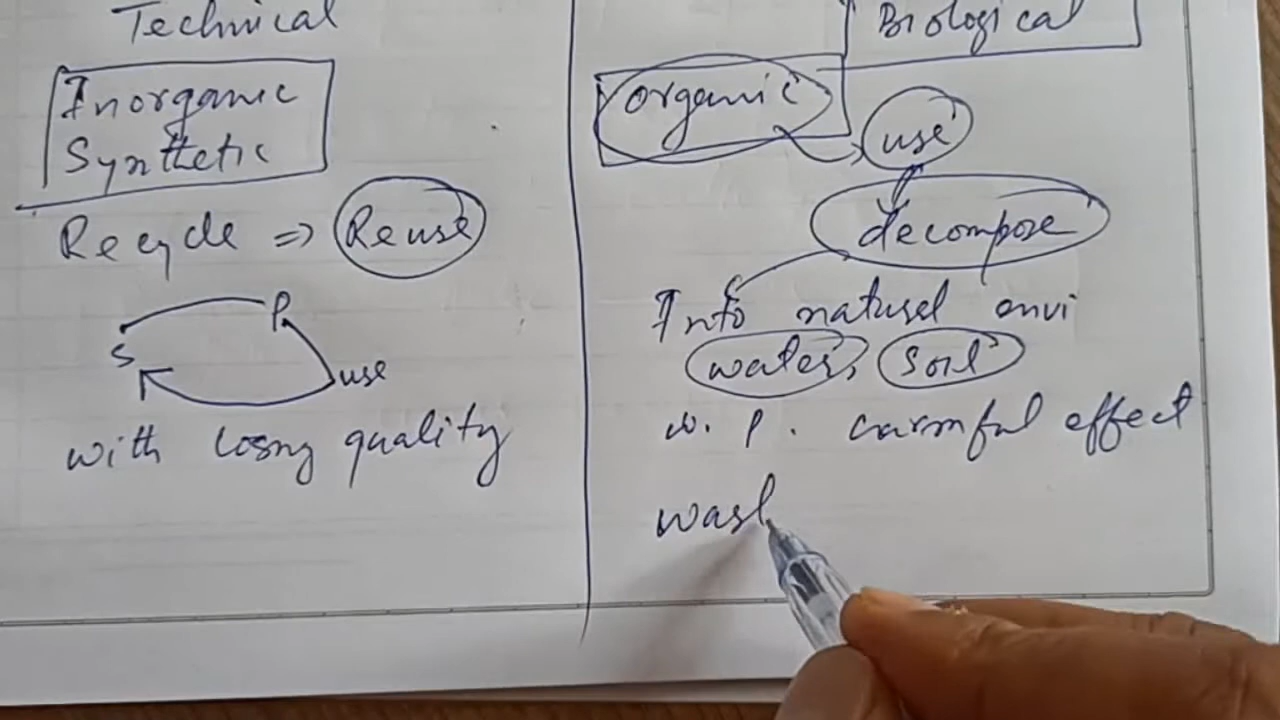 Technical
Inorganic
Synthetic
Recycle => Reuse
P
S
use
with losing quality
Biological
organic
use
decompose
Into natural envi
water, soil
w. P. harmful effect
wast